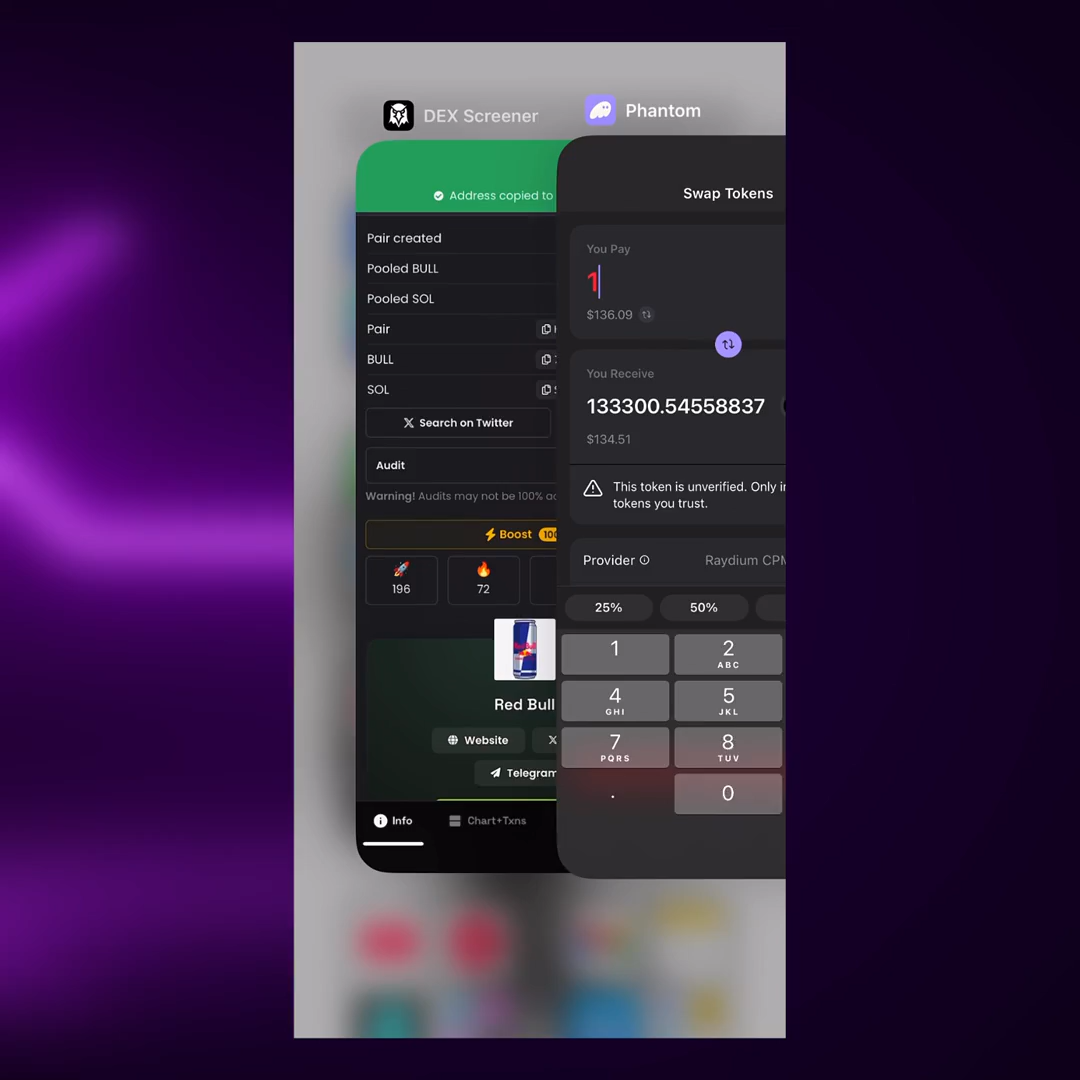 DEX Screener
Phantom
Address copied to
Pair created
Pooled BULL
Pooled SOL
Pair
BULL
SOL
Search on Twitter
Audit
Warning! Audits may not be 100%
Boost
196
72
Red Bull
Website
Telegram
Info
Chart+Txns
Swap Tokens
You Pay
1
$136.09
You Receive
133300.54558837
$134.51
This token is unverified. Only
tokens you trust.
Provider
Raydium
25%
50%
1
2
ABC
4
GHI
5
JKL
7
PQRS
8
TUV
.
0